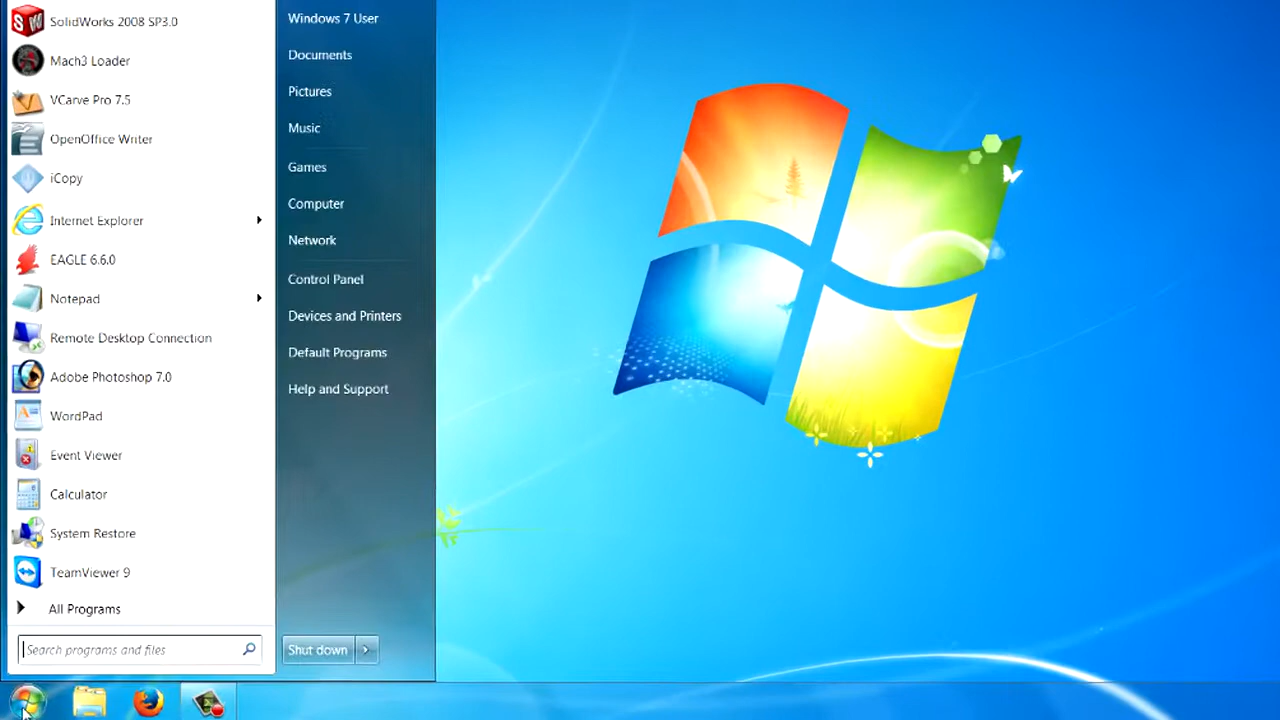 SolidWorks 2008 SP3.0
Mach3 Loader
VCarve Pro 7.5
OpenOffice Writer
iCopy
Internet Explorer
EAGLE 6.6.0
Notepad
Remote Desktop Connection
Adobe Photoshop 7.0
WordPad
Event Viewer
Calculator
System Restore
TeamViewer 9
All Programs
Search programs and files
Windows 7 User
Documents
Pictures
Music
Games
Computer
Network
Control Panel
Devices and Printers
Default Programs
Help and Support
Shut down